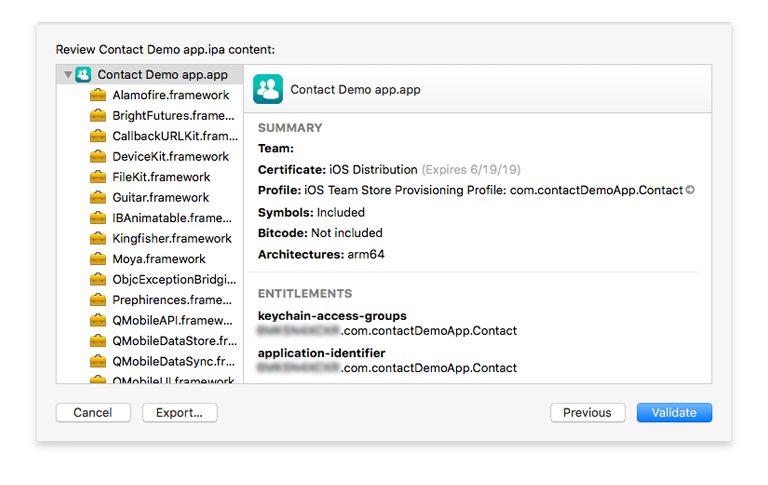 Review Contact Demo app.ipa content:
Contact Demo app.app
Alamofire.framework
BrightFutures.frame...
CallbackURLKit.fram...
DeviceKit.framework
FileKit.framework
Guitar.framework
IBAnimatable.frame...
Kingfisher.framework
Moya.framework
ObjcExceptionBridgi...
Prephirences.frame...
QMobileAPI.framew...
QMobileDataStore.fr...
QMobileDataSync.fr...
QMobileUI.framework
Contact Demo app.app
SUMMARY
Team:
Certificate: iOS Distribution (Expires 6/19/19)
Profile: iOS Team Store Provisioning Profile: com.contactDemoApp.Contact
Symbols: Included
Bitcode: Not included
Architectures: arm64
ENTITLEMENTS
keychain-access-groups
.com.contactDemoApp.Contact
application-identifier
.com.contactDemoApp.Contact
Cancel
Export...
Previous
Validate